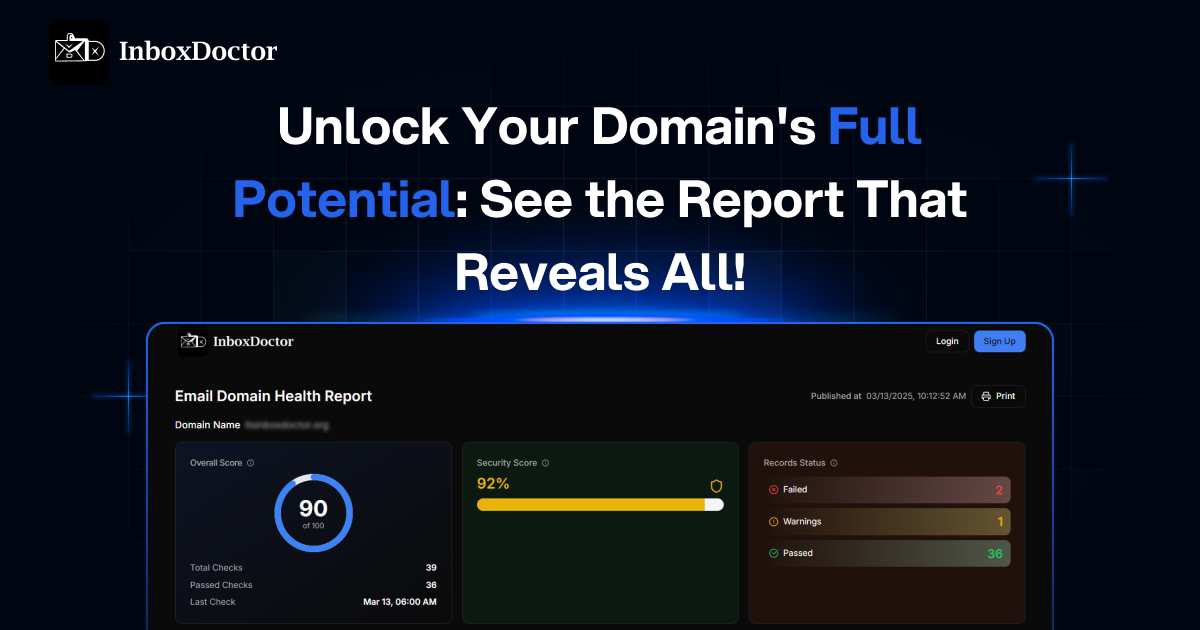 InboxDoctor
Unlock Your Domain's Full
Potential: See the Report That
Reveals All!
InboxDoctor
Login
Sign Up
Email Domain Health Report
Published at 03/13/2025, 10:12:52 AM
Print
Domain Name
Overall Score
90
of 100
Total Checks 39
Passed Checks 36
Last Check Mar 13, 06:00 AM
Security Score
92%
Records Status
Failed 2
Warnings 1
Passed 36